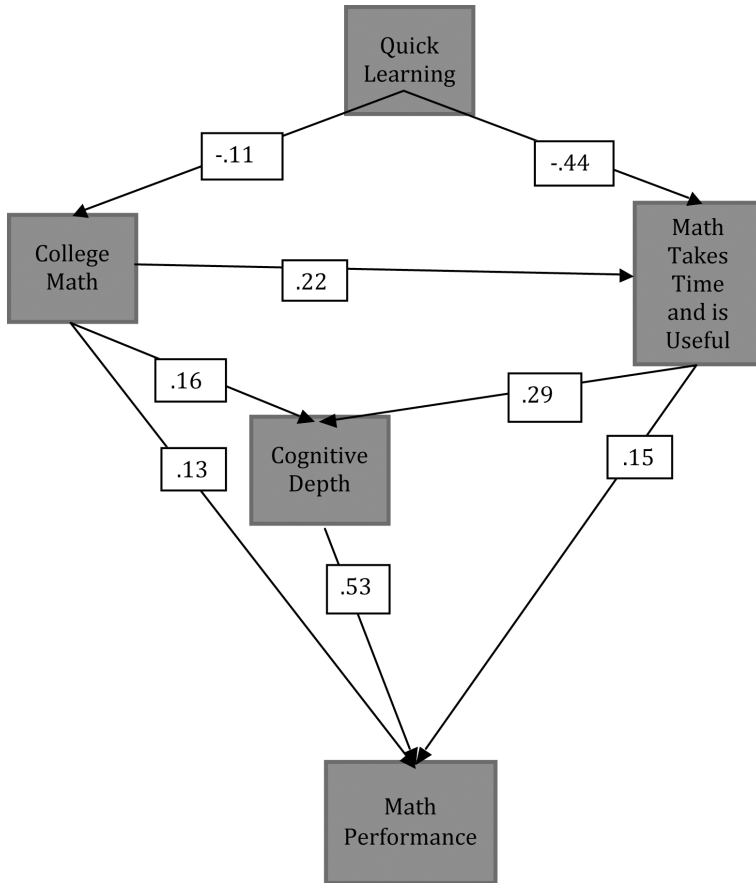 Quick
Learning
-.11
-.44
College
Math
Math
Takes
Time
and is
Useful
.22
.16
.29
Cognitive
Depth
.13
.15
.53
Math
Performance